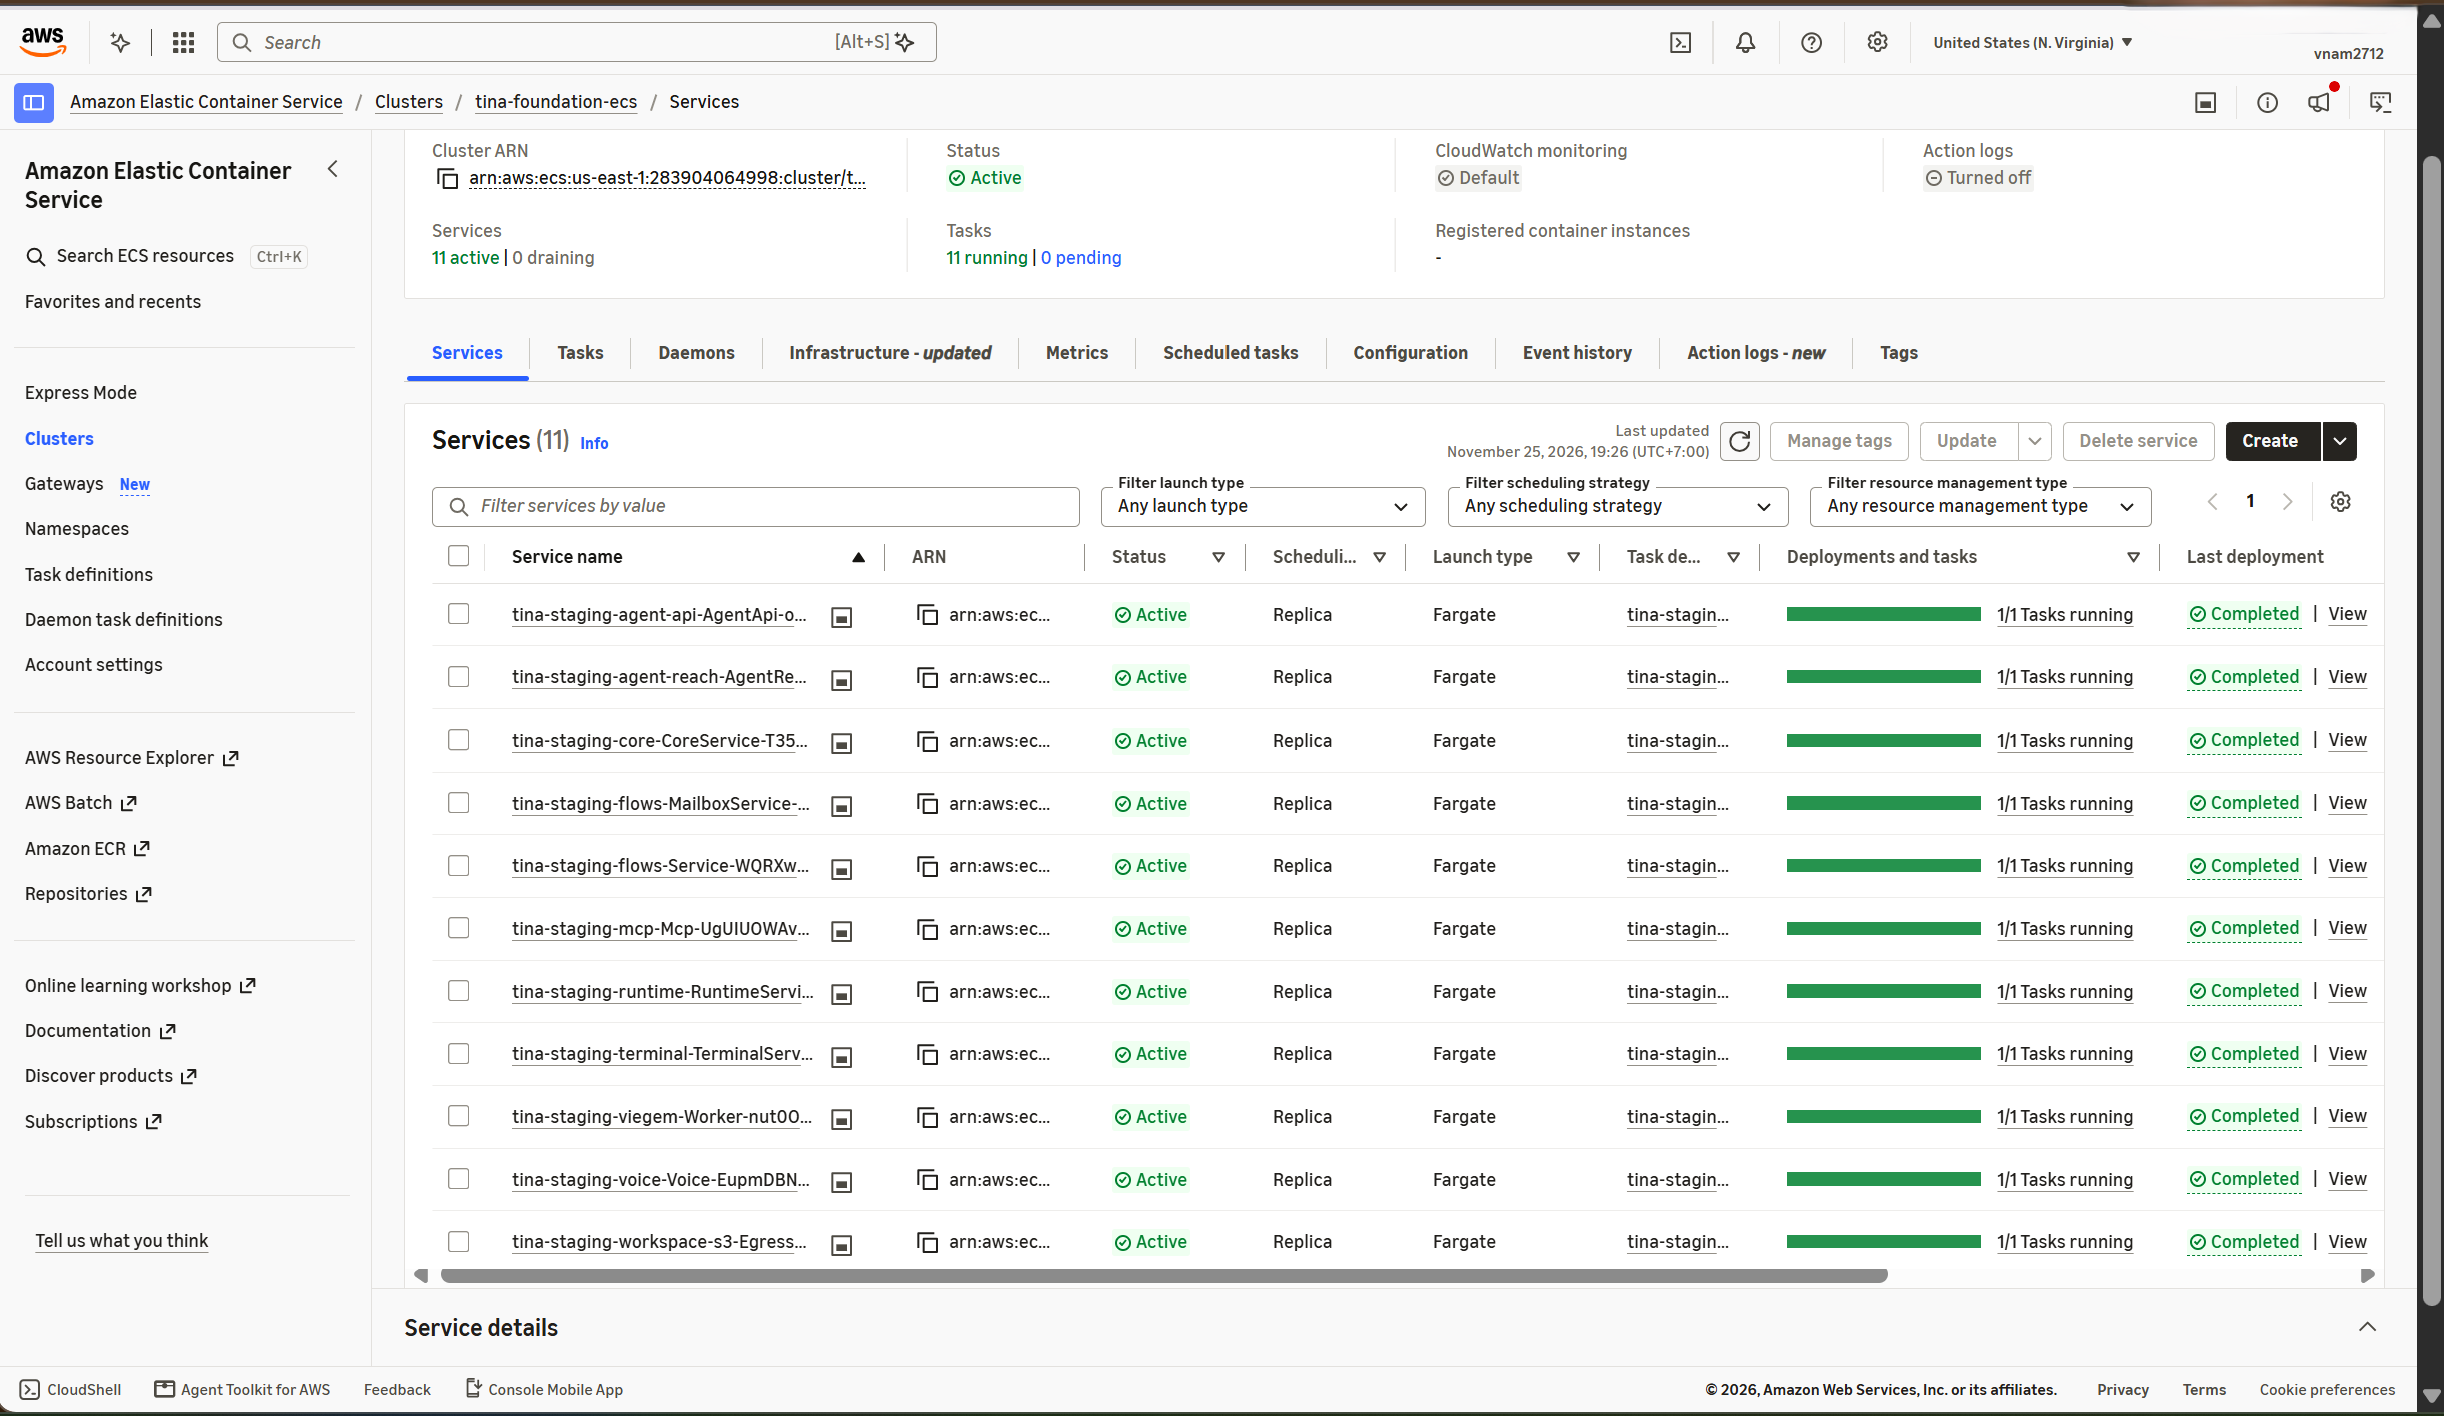 aws
Search [Alt+S]
United States (N. Virginia)
vnam2712
Amazon Elastic Container Service / Clusters / tina-foundation-ecs / Services
Amazon Elastic Container
Service
Search ECS resources Ctrl+K
Favorites and recents
Express Mode
Clusters
Gateways New
Namespaces
Task definitions
Daemon task definitions
Account settings
AWS Resource Explorer
AWS Batch
Amazon ECR
Repositories
Online learning workshop
Documentation
Discover products
Subscriptions
Tell us what you think
Cluster ARN
arn:aws:ecs:us-east-1:283904064998:cluster/t...
Status
Active
CloudWatch monitoring
Default
Action logs
Turned off
Services
11 active | 0 draining
Tasks
11 running | 0 pending
Registered container instances
-
Services Tasks Daemons Infrastructure - updated Metrics Scheduled tasks Configuration Event history Action logs - new Tags
Services (11) Info
Last updated
November 25, 2026, 19:26 (UTC+7:00)
Manage tags Update Delete service Create
Filter services by value
Filter launch type
Any launch type
Filter scheduling strategy
Any scheduling strategy
Filter resource management type
Any resource management type
1
Service name ARN Status Scheduli... Launch type Task de... Deployments and tasks Last deployment
tina-staging-agent-api-AgentApi-o... arn:aws:ec... Active Replica Fargate tina-stagin... 1/1 Tasks running Completed | View
tina-staging-agent-reach-AgentRe... arn:aws:ec... Active Replica Fargate tina-stagin... 1/1 Tasks running Completed | View
tina-staging-core-CoreService-T35... arn:aws:ec... Active Replica Fargate tina-stagin... 1/1 Tasks running Completed | View
tina-staging-flows-MailboxService-... arn:aws:ec... Active Replica Fargate tina-stagin... 1/1 Tasks running Completed | View
tina-staging-flows-Service-WQRXw... arn:aws:ec... Active Replica Fargate tina-stagin... 1/1 Tasks running Completed | View
tina-staging-mcp-Mcp-UgUIUOWAv... arn:aws:ec... Active Replica Fargate tina-stagin... 1/1 Tasks running Completed | View
tina-staging-runtime-RuntimeServi... arn:aws:ec... Active Replica Fargate tina-stagin... 1/1 Tasks running Completed | View
tina-staging-terminal-TerminalServ... arn:aws:ec... Active Replica Fargate tina-stagin... 1/1 Tasks running Completed | View
tina-staging-viegem-Worker-nut0O... arn:aws:ec... Active Replica Fargate tina-stagin... 1/1 Tasks running Completed | View
tina-staging-voice-Voice-EupmDBN... arn:aws:ec... Active Replica Fargate tina-stagin... 1/1 Tasks running Completed | View
tina-staging-workspace-s3-Egress... arn:aws:ec... Active Replica Fargate tina-stagin... 1/1 Tasks running Completed | View
Service details
CloudShell Agent Toolkit for AWS Feedback Console Mobile App
© 2026, Amazon Web Services, Inc. or its affiliates. Privacy Terms Cookie preferences